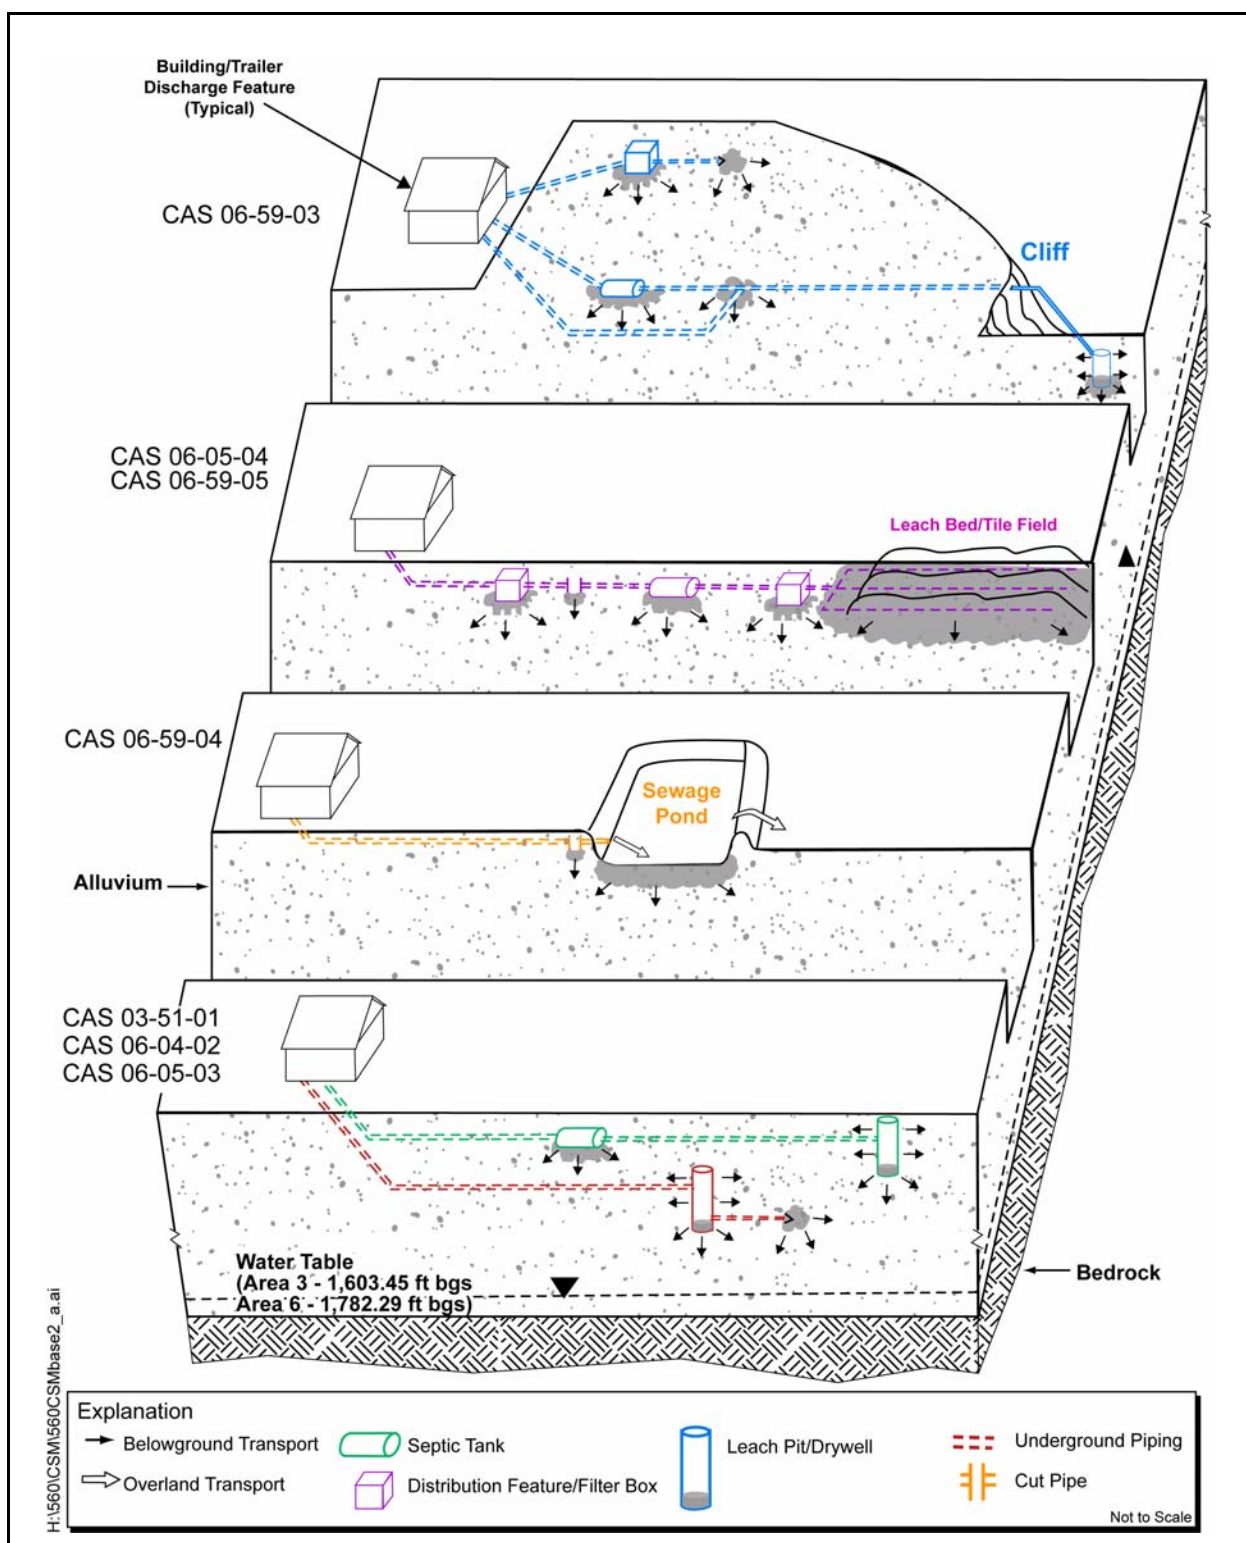 Building/Trailer
Discharge Feature
(Typical)
CAS 06-59-03
Cliff
CAS 06-05-04
CAS 06-59-05
Leach Bed/Tile Field
CAS 06-59-04
Sewage
Pond
Alluvium
CAS 03-51-01
CAS 06-04-02
CAS 06-05-03
Water Table
(Area 3 - 1,603.45 ft bgs
Area 6 - 1,782.29 ft bgs)
Bedrock
H:\560\CSM\560CSMbase2_a.ai
Explanation
Belowground Transport
Septic Tank
Leach Pit/Drywell
Underground Piping
Overland Transport
Distribution Feature/Filter Box
Cut Pipe
Not to Scale